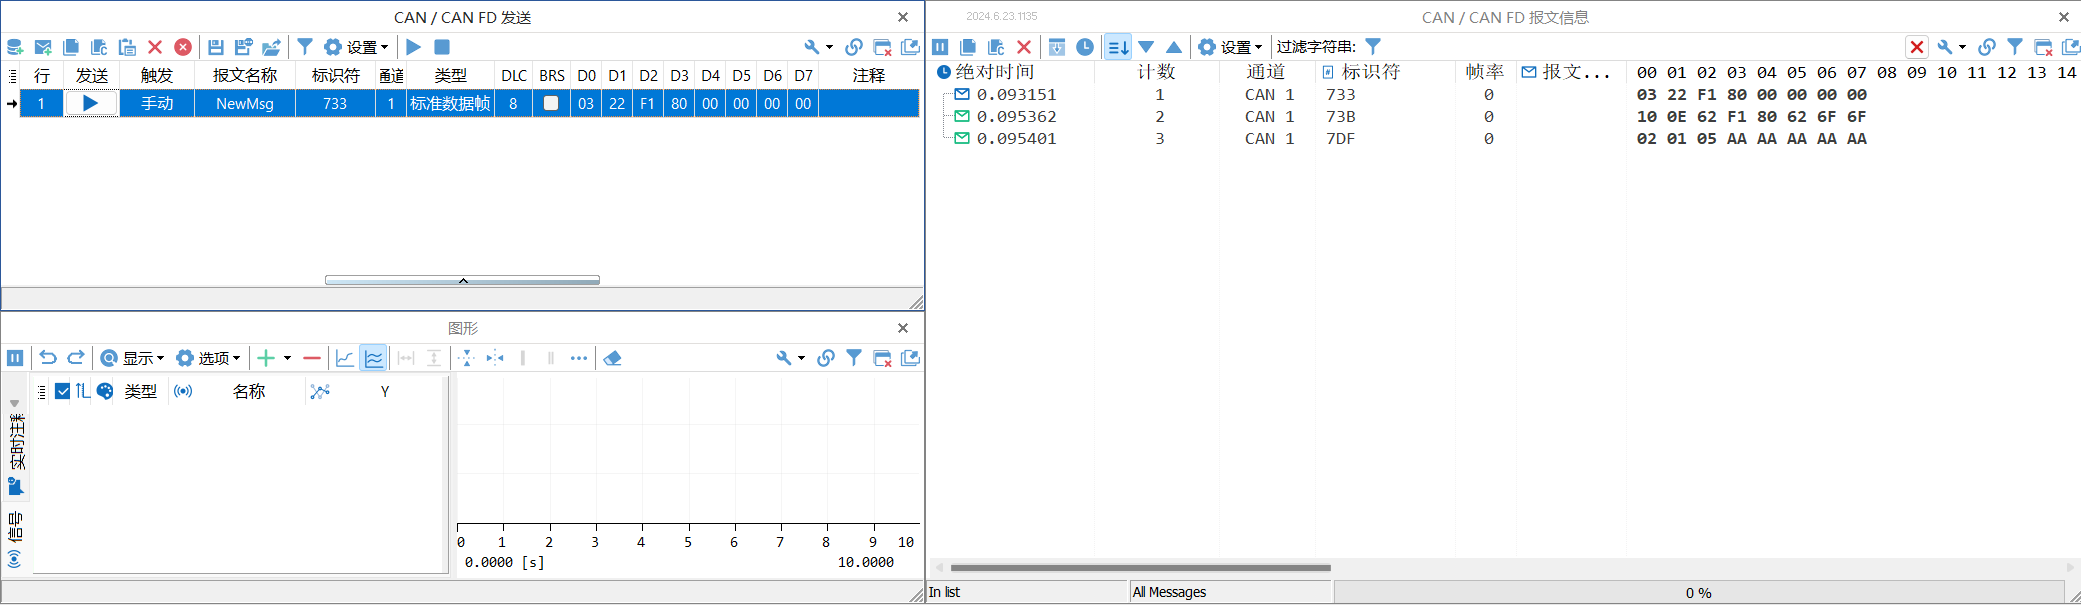 CAN / CAN FD 发送
设置
行 发送 触发 报文名称 标识符 通道 类型 DLC BRS D0 D1 D2 D3 D4 D5 D6 D7 注释
1 手动 NewMsg 733 1 标准数据帧 8 03 22 F1 80 00 00 00 00
图形
显示 选项
类型 名称 Y
实时注释
信号
0 1 2 3 4 5 6 7 8 9 10
0.0000 [s] 10.0000
2024.6.23.1135
CAN / CAN FD 报文信息
设置 过滤字符串:
绝对时间 计数 通道 标识符 帧率 报文... 00 01 02 03 04 05 06 07 08 09 10 11 12 13 14
0.093151 1 CAN 1 733 0 03 22 F1 80 00 00 00 00
0.095362 2 CAN 1 73B 0 10 0E 62 F1 80 62 6F 6F
0.095401 3 CAN 1 7DF 0 02 01 05 AA AA AA AA AA
In list All Messages 0 %